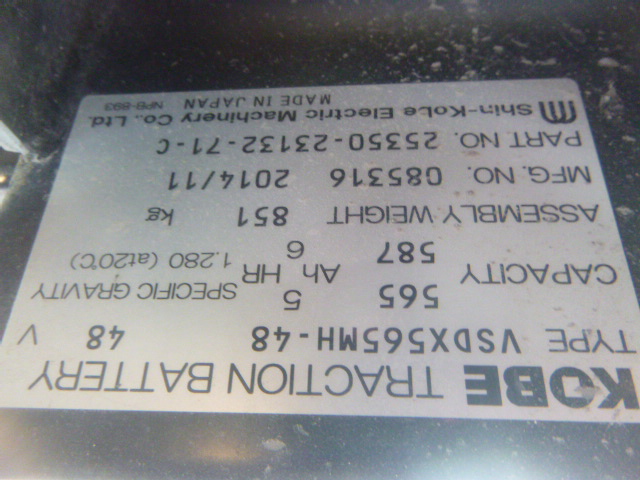 KOBE TRACTION BATTERY
TYPE VSDX565MH-48 48 V
565 5
CAPACITY Ah HR SPECIFIC GRAVITY
587 6 1.280 (at20℃)
ASSEMBLY WEIGHT 851 kg
MFG. NO. 085316 2014/11
PART NO. 25350-23132-71-C
Shin-Kobe Electric Machinery Co., Ltd.
MADE IN JAPAN NPB-893